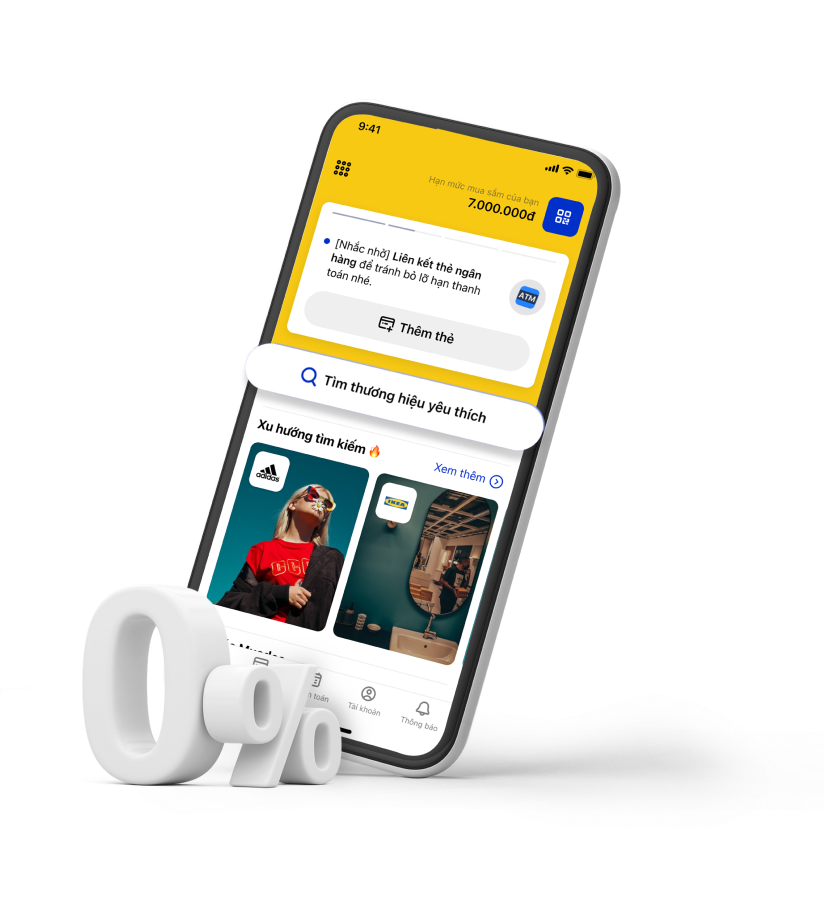 9:41
Hạn mức mua sắm của bạn
7.000.000đ
[Nhắc nhở] Liên kết thẻ ngân
hàng để tránh bỏ lỡ hạn thanh
toán nhé.
ATM
Thêm thẻ
Tìm thương hiệu yêu thích
Xu hướng tìm kiếm
Xem thêm
adidas
IKEA
toán
Tài khoản
Thông báo
0%